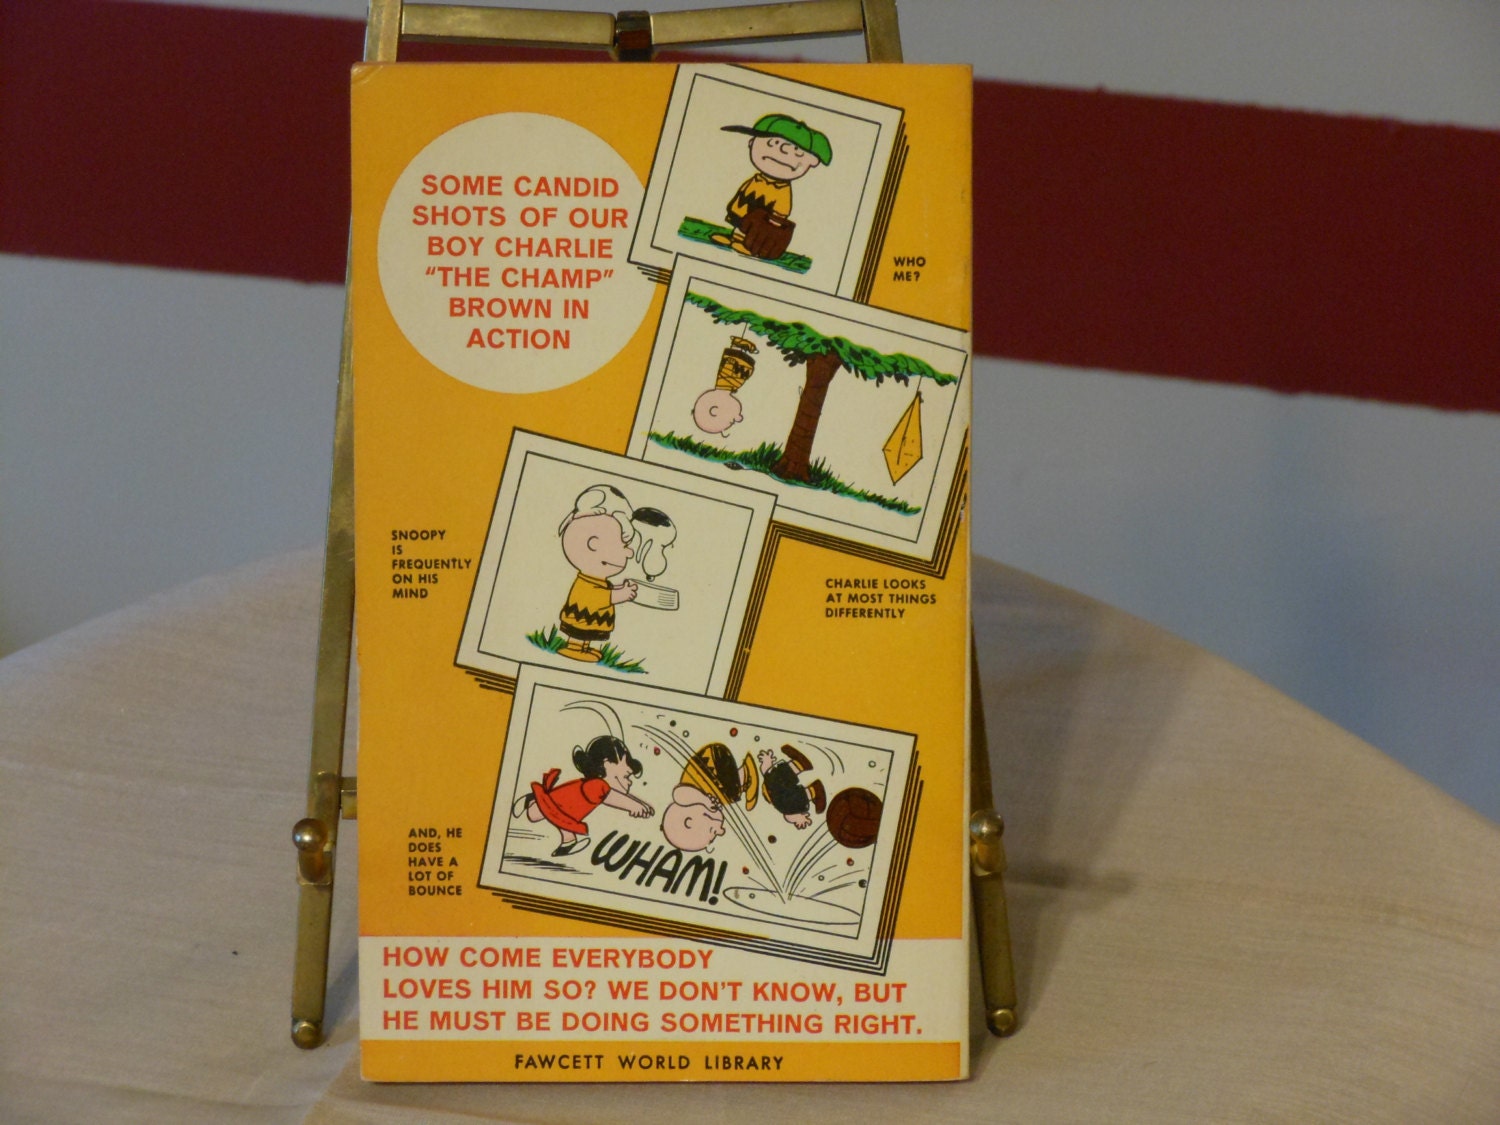 SOME CANDID
SHOTS OF OUR
BOY CHARLIE
"THE CHAMP"
BROWN IN
ACTION
WHO
ME?
SNOOPY
IS
FREQUENTLY
ON HIS
MIND
CHARLIE LOOKS
AT MOST THINGS
DIFFERENTLY
AND, HE
DOES
HAVE A
LOT OF
BOUNCE
WHAM!
HOW COME EVERYBODY
LOVES HIM SO? WE DON'T KNOW, BUT
HE MUST BE DOING SOMETHING RIGHT.
FAWCETT WORLD LIBRARY